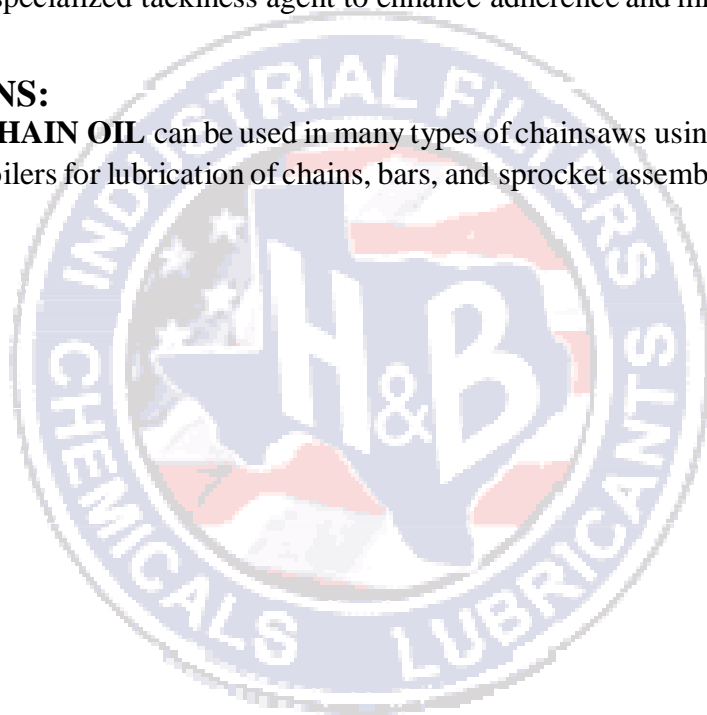 specialized tackiness agent to enhance adherence and
NS:
HAIN OIL can be used in many types of chainsaws usin
oilers for lubrication of chains, bars, and sprocket assemb
INDUSTRIAL FILTERS
H&B
CHEMICALS LUBRICANTS